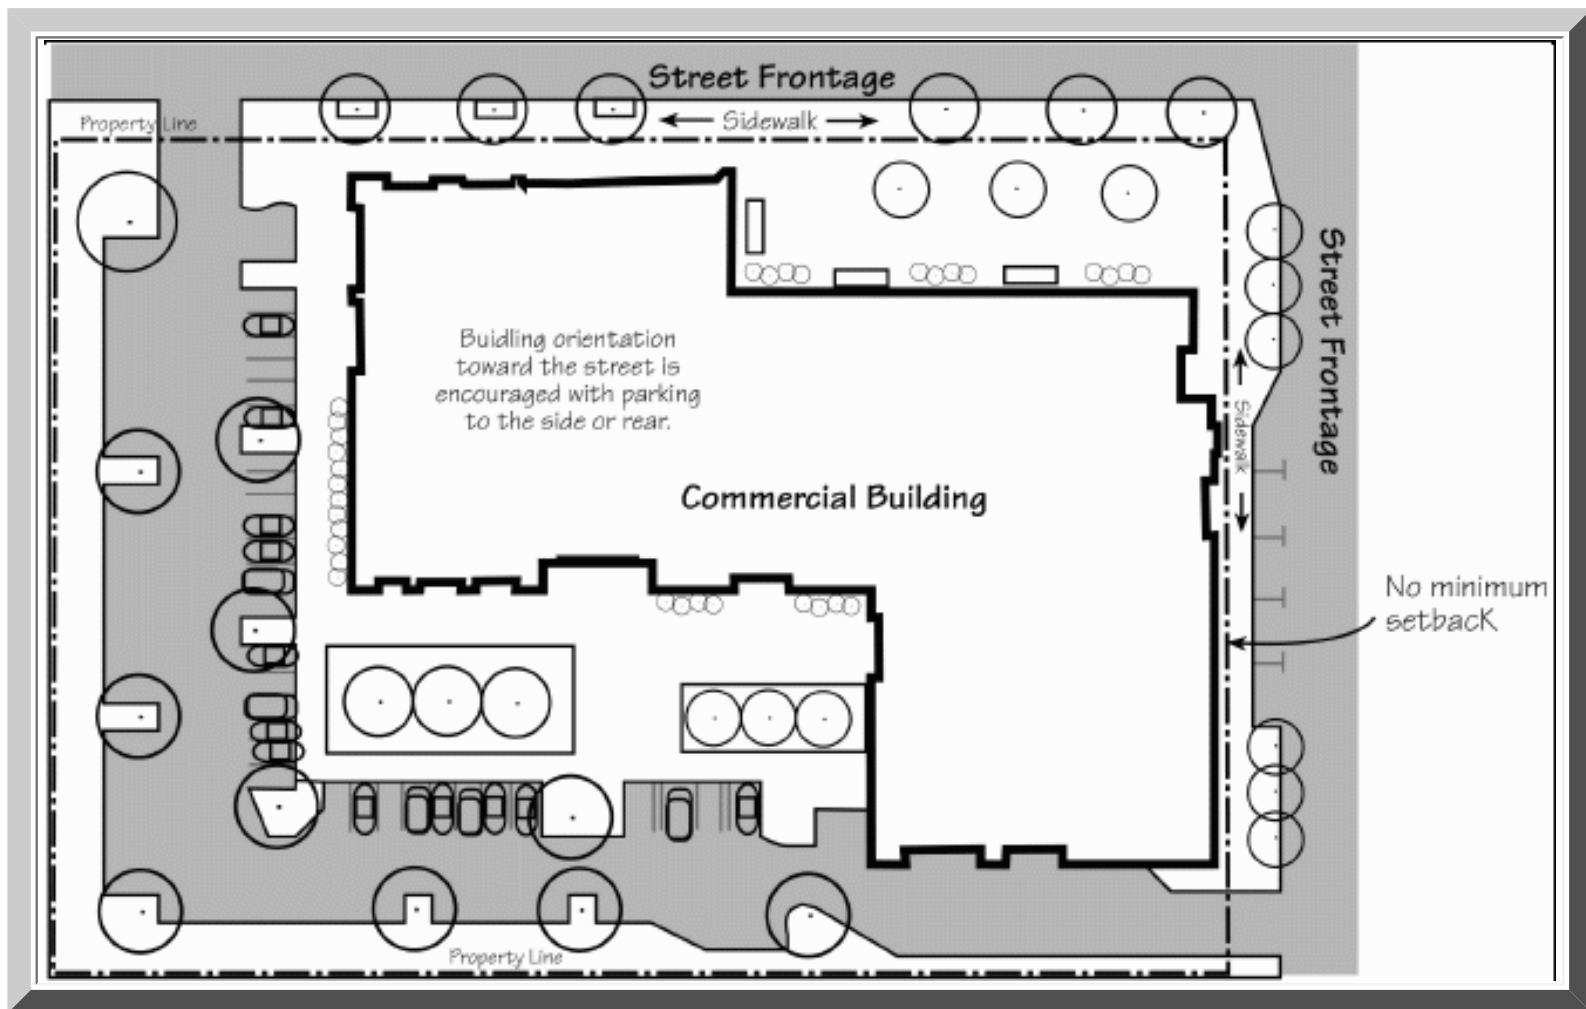 Street Frontage
Property Line
Sidewalk
Street Frontage
Buidling orientation
toward the street is
encouraged with parking
to the side or rear.
Sidewalk
Commercial Building
No minimum
setback
Property Line